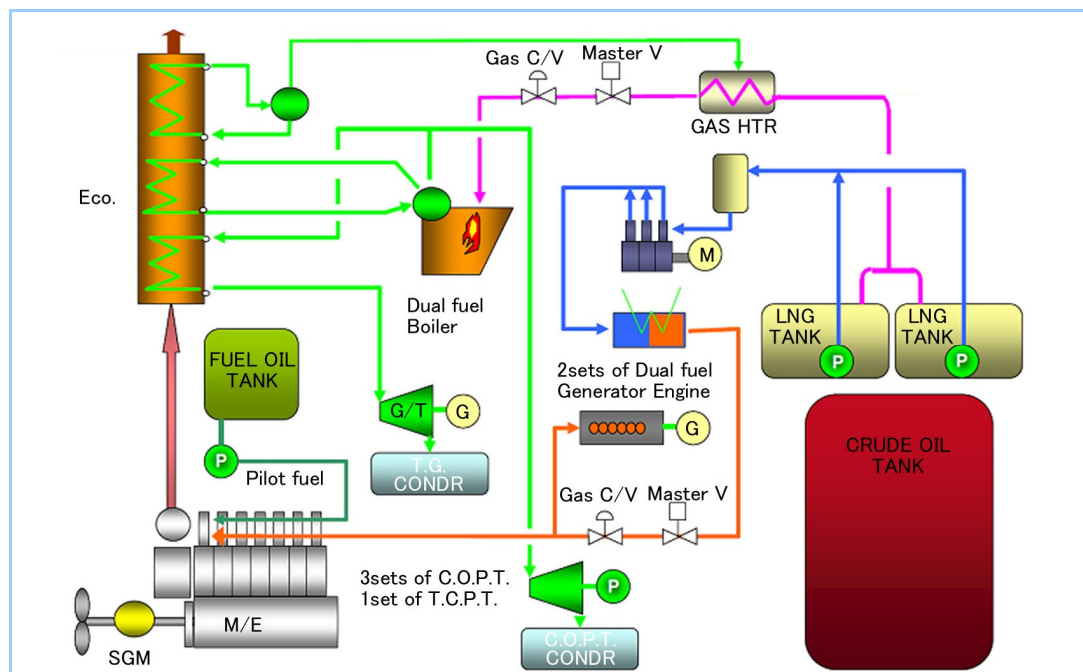 Gas C/V
Master V
GAS HTR
Eco.
M
Dual fuel
Boiler
LNG
TANK
LNG
TANK
P
P
FUEL OIL
TANK
2sets of Dual fuel
Generator Engine
G/T
G
G
P
Pilot fuel
T.G.
CONDR
CRUDE OIL
TANK
Gas C/V
Master V
3sets of C.O.P.T.
1set of T.C.P.T.
P
M/E
SGM
C.O.P.T.
CONDR